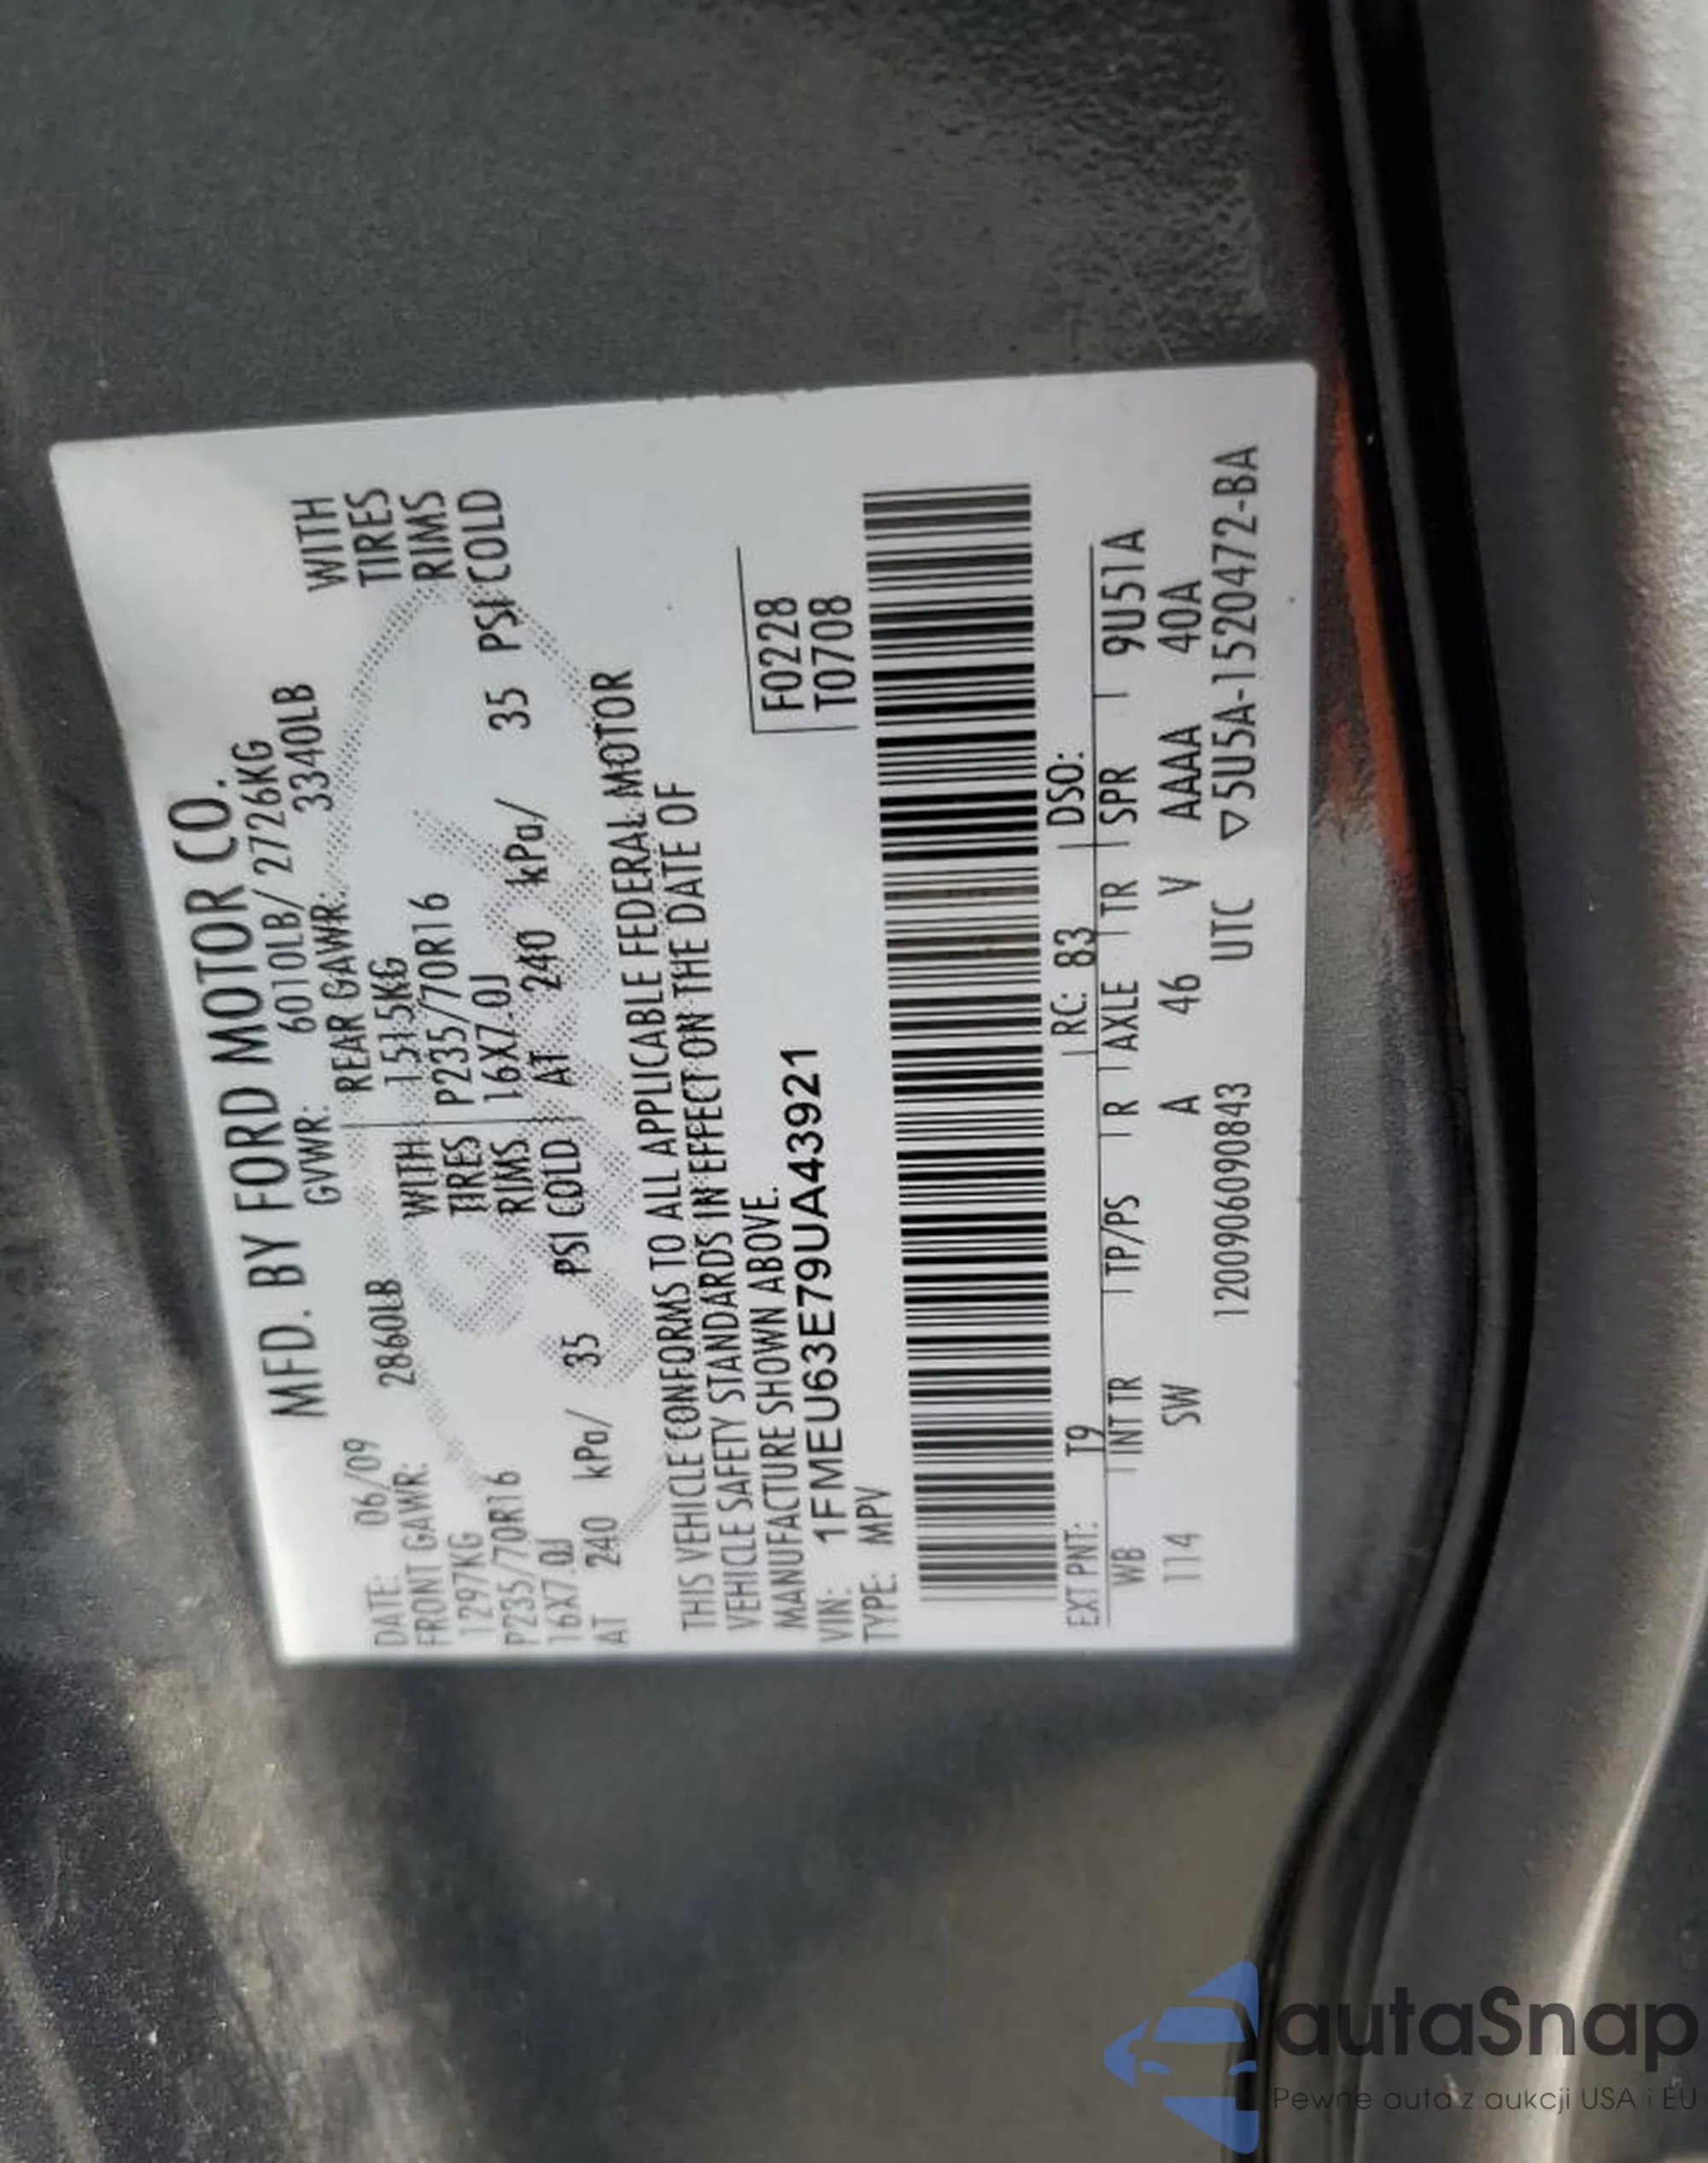 MFD. BY FORD MOTOR CO.
DATE: 06/09 GVWR: 6010LB/ 2726KG
FRONT GAWR: 2860LB REAR GAWR: 3340LB
1297KG WITH 1515KG WITH
P235/70R16 TIRES P235/70R16 TIRES
16X7.0J RIMS 16X7.0J RIMS
AT 240 kPa/ 35 PSI COLD AT 240 kPa/ 35 PSI COLD
THIS VEHICLE CONFORMS TO ALL APPLICABLE FEDERAL MOTOR
VEHICLE SAFETY STANDARDS IN EFFECT ON THE DATE OF
MANUFACTURE SHOWN ABOVE.
VIN: 1FMEU63E79UA43921 F0228
TYPE: MPV T0708
EXT PNT: T9 RC: 83 DSO:
WB INT TR TP/PS R AXLE TR SPR 9U51A
114 SW A 46 V AAAA 40A
1200906090843 UTC ▽5U5A-1520472-BA
autaSnap
Pewne auta z aukcji USA i EU